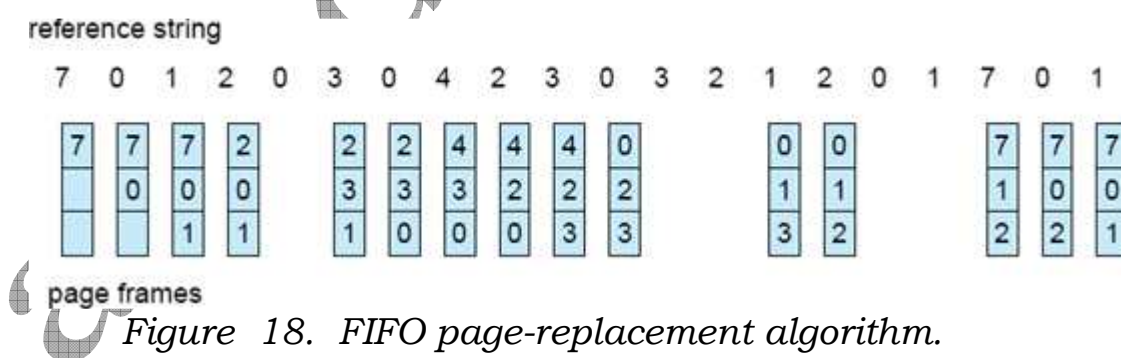 reference string
7 0 1 2 0 3 0 4 2 3 0 3 2 1 2 0 1 7 0 1
7 7 7 2 2 2 4 4 4 0 0 0 7 7 7
0 0 0 3 3 3 2 2 2 1 1 1 0 0
1 1 1 0 0 0 3 3 3 2 2 2 1
page frames
Figure 18. FIFO page-replacement algorithm.